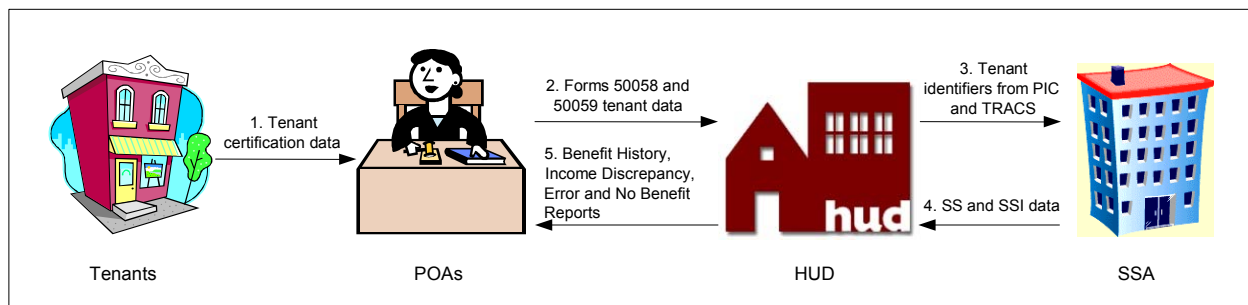 1. Tenant
certification data
2. Forms 50058 and
50059 tenant data
3. Tenant
identifiers from PIC
and TRACS
5. Benefit History,
Income Discrepancy,
Error and No Benefit
Reports
4. SS and SSI data
hud
Tenants
POAs
HUD
SSA